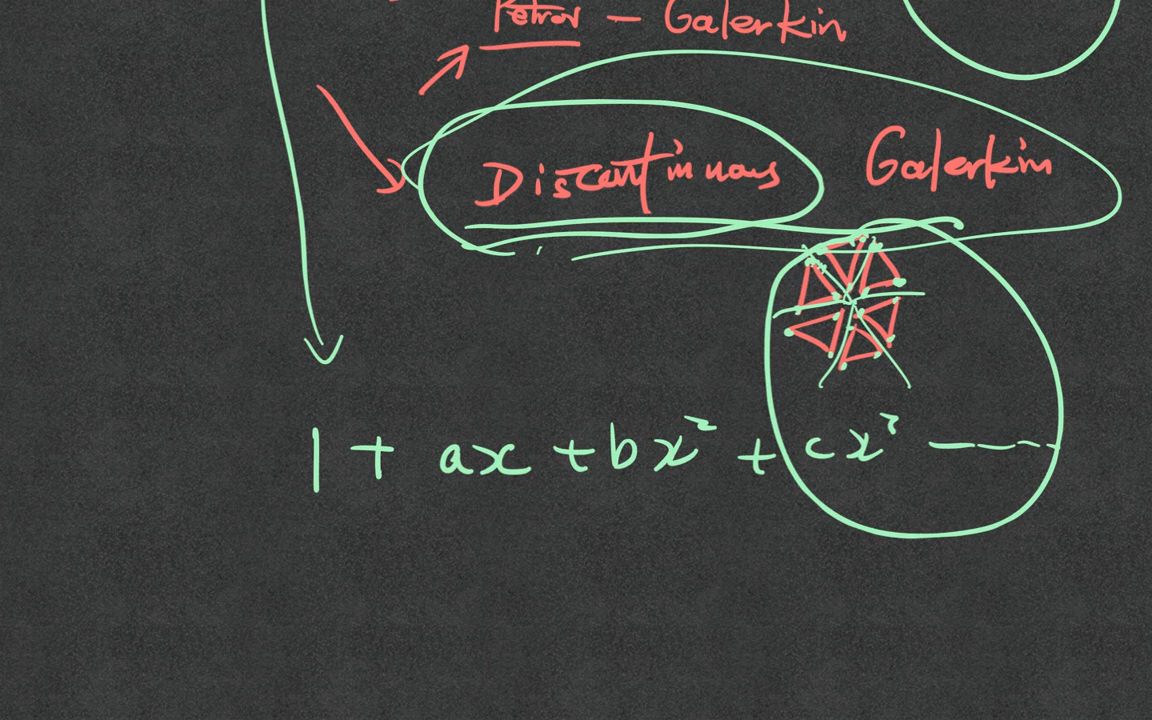 Petrov - Galerkin
Discontinuous Galerkin
1 + ax + bx² + cx³ -----